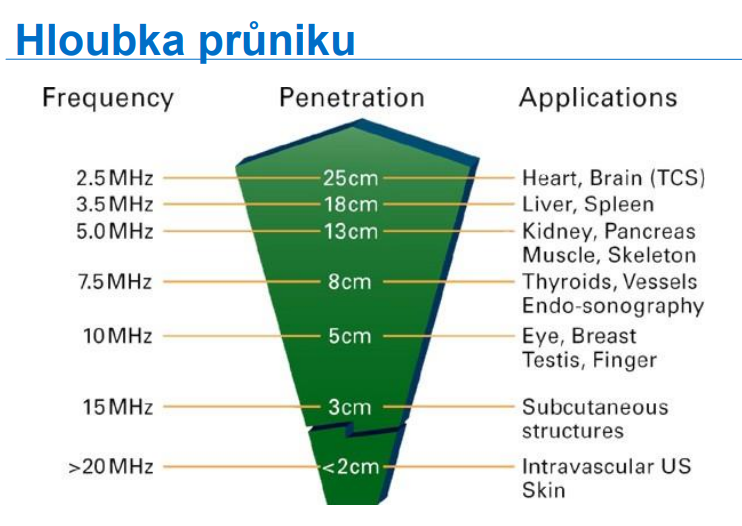 Hloubka průniku
Frequency Penetration Applications
2.5 MHz 25cm Heart, Brain (TCS)
3.5 MHz 18cm Liver, Spleen
5.0 MHz 13cm Kidney, Pancreas
Muscle, Skeleton
7.5 MHz 8cm Thyroids, Vessels
Endo-sonography
10 MHz 5cm Eye, Breast
Testis, Finger
15 MHz 3cm Subcutaneous
structures
>20 MHz <2cm Intravascular US
Skin